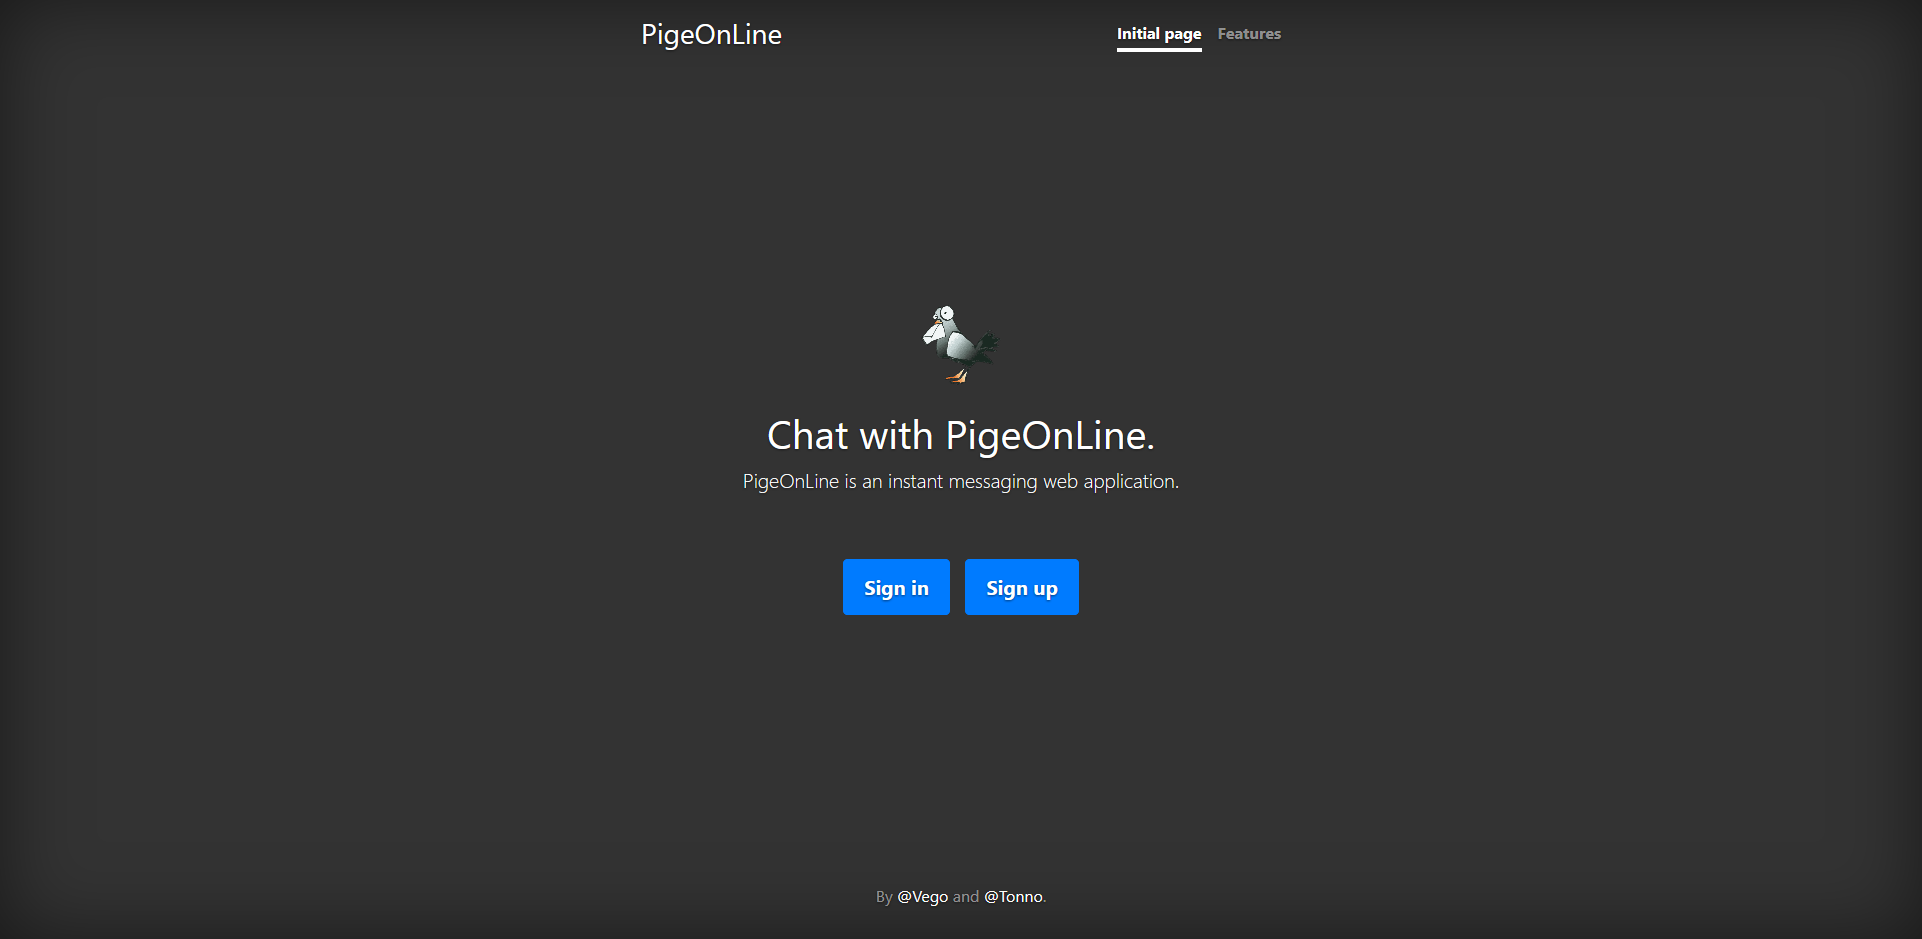 PigeOnLine
Initial page Features
Chat with PigeOnLine.
PigeOnLine is an instant messaging web application.
Sign in Sign up
By @Vego and @Tonno.